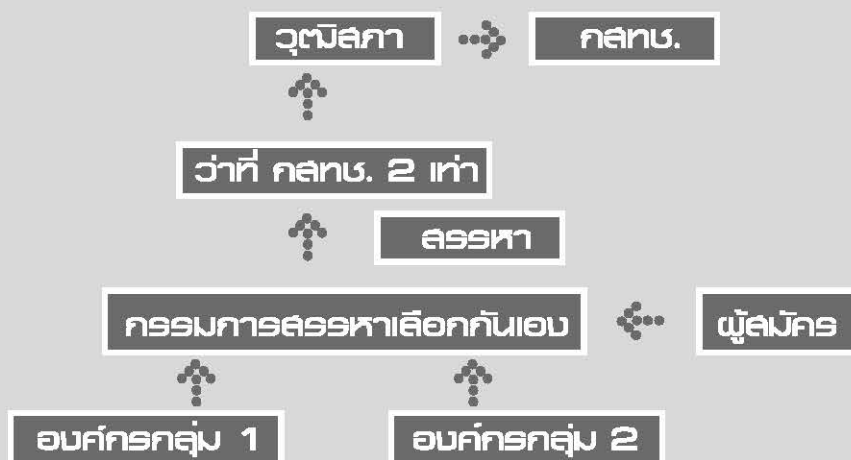 วุฒิสภา
กสทช.
ว่าที่ กสทช. 2 เท่า
สรรหา
กรรมการสรรหาเลือกกันเอง
ผู้สมัคร
องค์กรกลุ่ม 1
องค์กรกลุ่ม 2